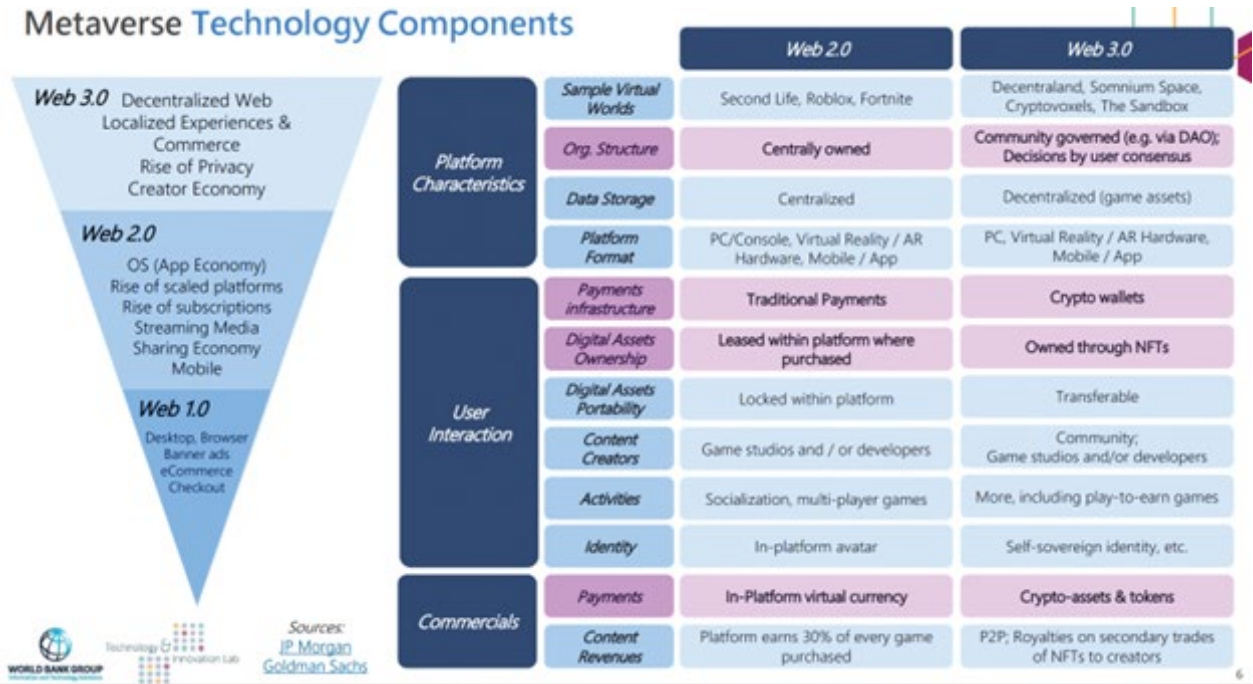 Metaverse Technology Components
Web 3.0 Decentralized Web
Localized Experiences &
Commerce
Rise of Privacy
Creator Economy
Web 2.0
OS (App Economy)
Rise of scaled platforms
Rise of subscriptions
Streaming Media
Sharing Economy
Mobile
Web 1.0
Desktop, Browser
Banner ads
eCommerce
Checkout
Web 2.0
Web 3.0
Platform
Characteristics
Sample Virtual
Worlds
Second Life, Roblox, Fortnite
Decentraland, Somnium Space,
Cryptovoxels, The Sandbox
Org. Structure
Centrally owned
Community governed (e.g. via DAO);
Decisions by user consensus
Data Storage
Centralized
Decentralized (game assets)
Platform
Format
PC/Console, Virtual Reality / AR
Hardware, Mobile / App
PC, Virtual Reality / AR Hardware,
Mobile / App
User
Interaction
Payments
infrastructure
Traditional Payments
Crypto wallets
Digital Assets
Ownership
Leased within platform where
purchased
Owned through NFTs
Digital Assets
Portability
Locked within platform
Transferable
Content
Creators
Game studios and / or developers
Community;
Game studios and/or developers
Activities
Socialization, multi-player games
More, including play-to-earn games
Identity
In-platform avatar
Self-sovereign identity, etc.
Commercials
Payments
In-Platform virtual currency
Crypto-assets & tokens
Content
Revenues
Platform earns 30% of every game
purchased
P2P; Royalties on secondary trades
of NFTs to creators
WORLD BANK GROUP
Information and Technology Solutions
Technology &
Innovation Lab
Sources:
JP Morgan
Goldman Sachs
6